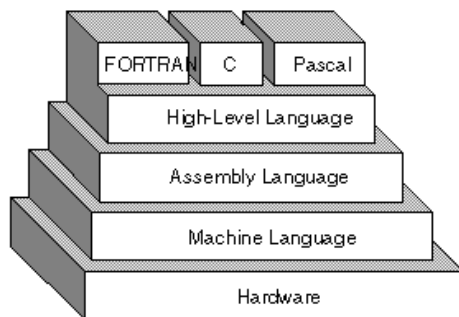 FORTRAN C Pascal
High-Level Language
Assembly Language
Machine Language
Hardware